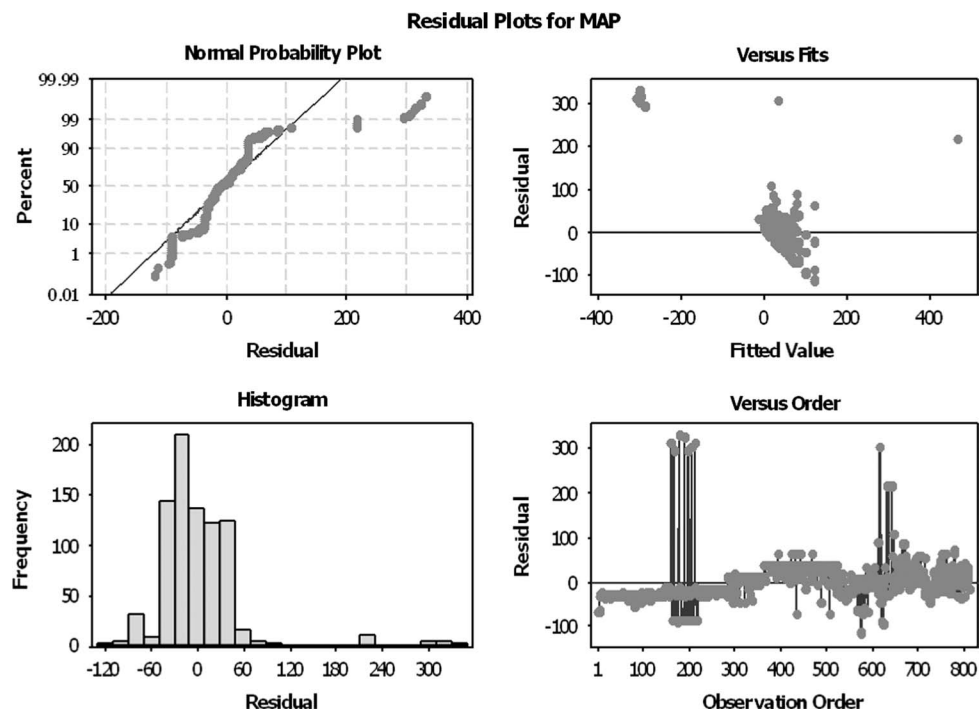 Residual Plots for MAP
Normal Probability Plot
99.99
99
90
50
10
1
0.01
Percent
-200 0 200 400
Residual
Versus Fits
300
200
100
0
-100
Residual
-400 -200 0 200 400
Fitted Value
Histogram
200
150
100
50
0
Frequency
-120 -60 0 60 120 180 240 300
Residual
Versus Order
300
200
100
0
-100
Residual
1 100 200 300 400 500 600 700 800
Observation Order